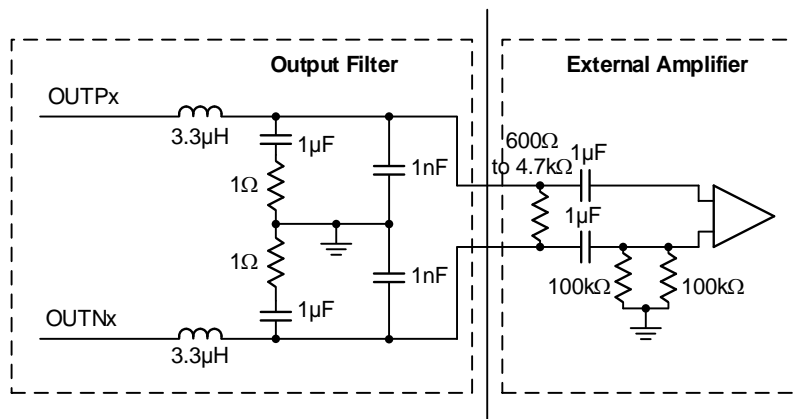 Output Filter
External Amplifier
OUTPx
3.3µH
1µF
1Ω
1nF
600Ω
to 4.7kΩ
1µF
1µF
1Ω
1nF
1µF
100kΩ
100kΩ
OUTNx
3.3µH